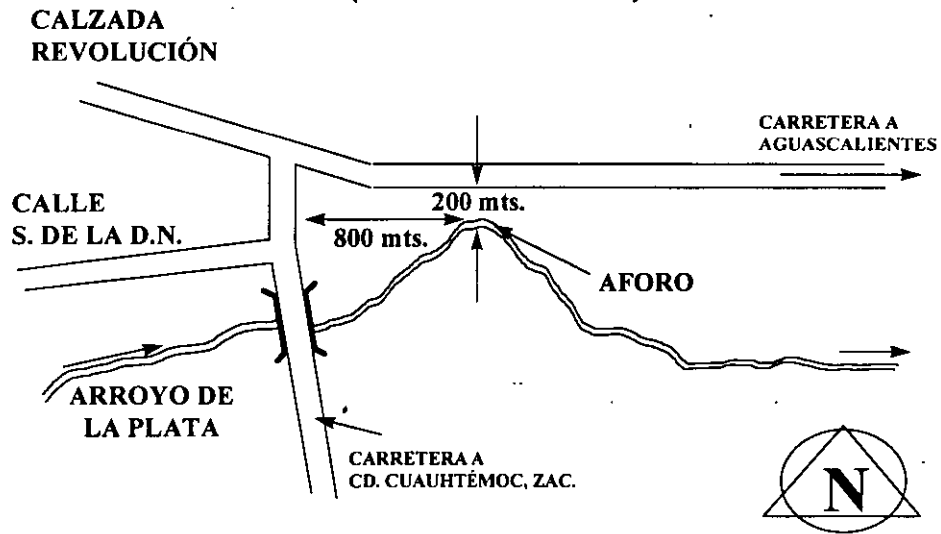 CALZADA
REVOLUCIÓN
CARRETERA A
AGUASCALIENTES
CALLE
S. DE LA D.N.
200 mts.
800 mts.
AFORO
ARROYO DE
LA PLATA
CARRETERA A
CD. CUAUHTÉMOC, ZAC.
N